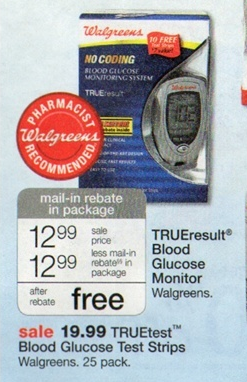 Walgreens
10 FREE
NO CODING
BLOOD GLUCOSE
MONITORING SYSTEM
TRUEresult
PHARMACIST
Walgreens
RECOMMENDED.
mail-in rebate
in package
12.99 sale price
12.99 less mail-in rebate in package
after rebate free
TRUEresult®
Blood
Glucose
Monitor
Walgreens.
sale 19.99 TRUEtest™
Blood Glucose Test Strips
Walgreens. 25 pack.